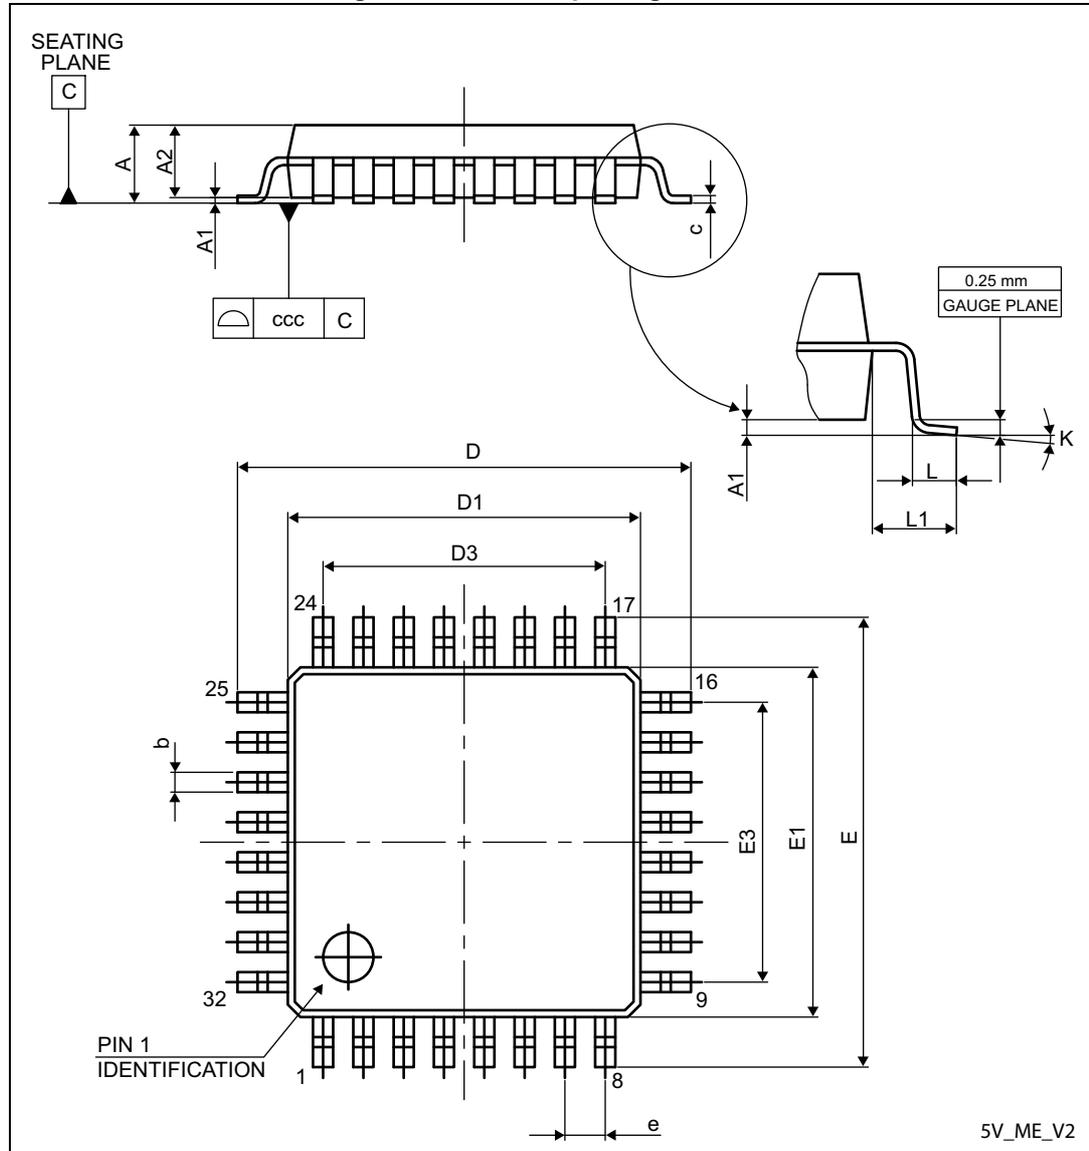 SEATING
PLANE
C
A
A2
A1
c
ccc
C
0.25 mm
GAUGE PLANE
K
A1
L
L1
D
D1
D3
24
17
25
16
b
E3
E1
E
32
9
PIN 1
IDENTIFICATION
1
8
e
5V_ME_V2